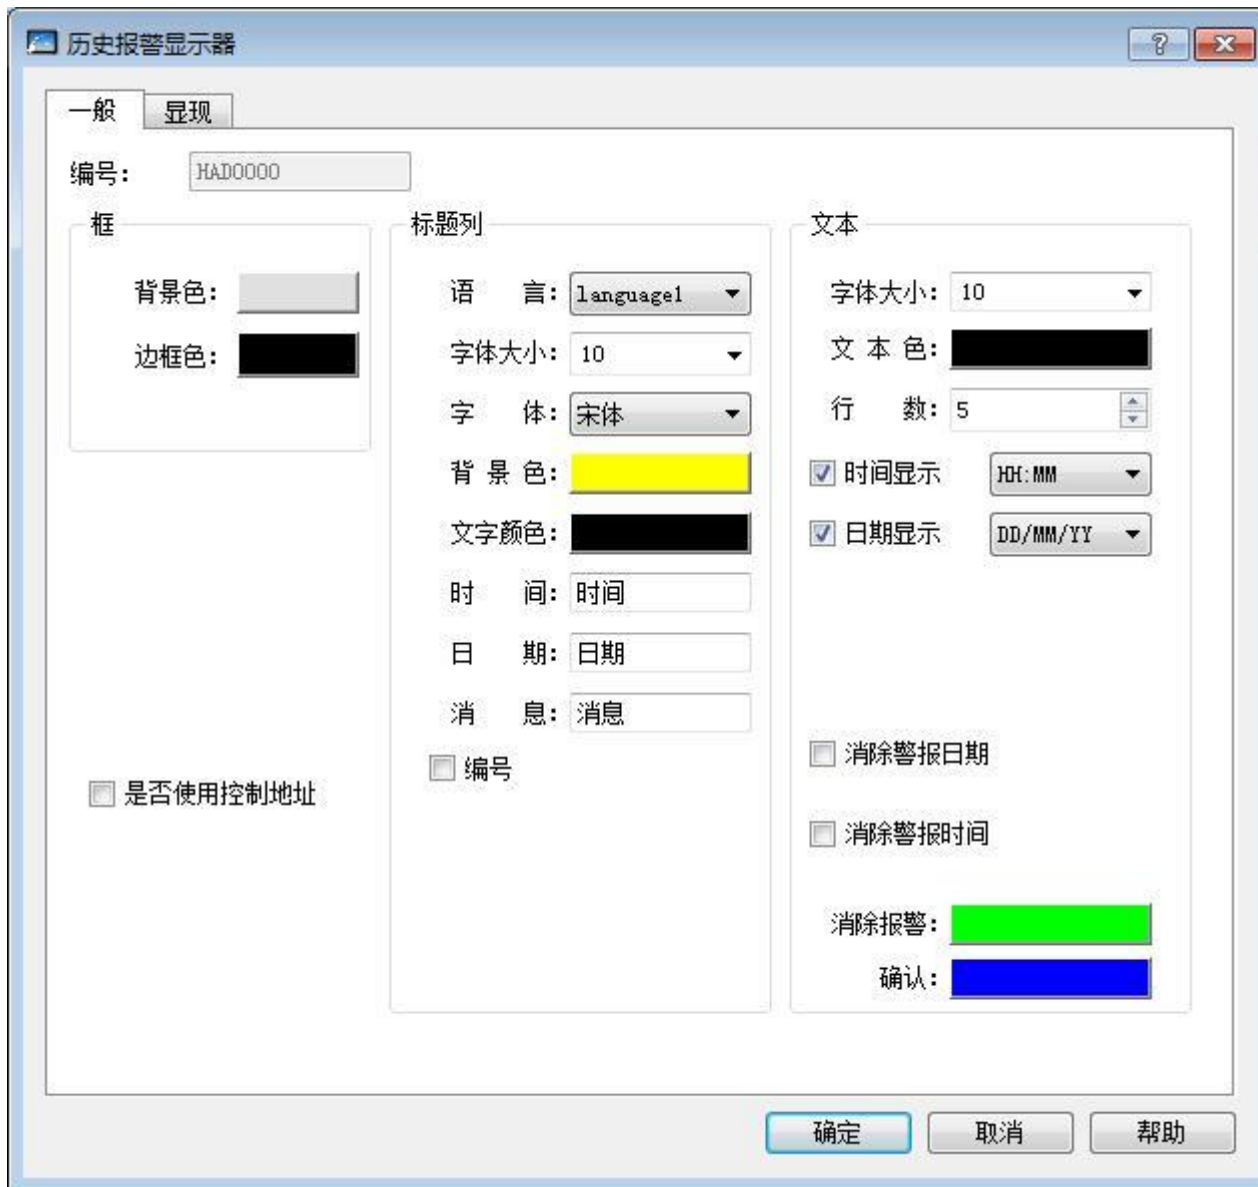 历史报警显示器
一般 显现
编号: HAD0000
框
背景色:
边框色:
是否使用控制地址
标题列
语言: language1
字体大小: 10
字体: 宋体
背景色:
文字颜色:
时间: 时间
日期: 日期
消息: 消息
编号
文本
字体大小: 10
文本色:
行数: 5
时间显示 HH:MM
日期显示 DD/MM/YY
消除警报日期
消除警报时间
消除报警:
确认:
确定 取消 帮助